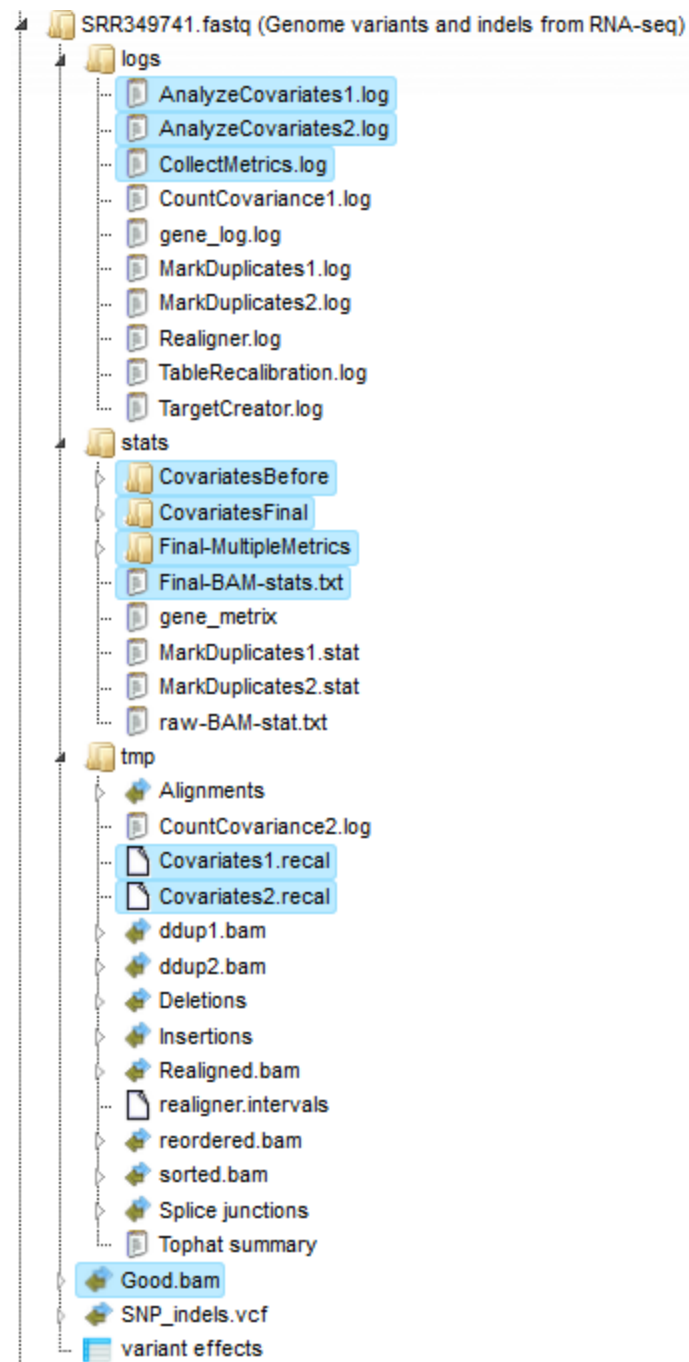 SRR349741.fastq (Genome variants and indels from RNA-seq)
logs
AnalyzeCovariates1.log
AnalyzeCovariates2.log
CollectMetrics.log
CountCovariance1.log
gene_log.log
MarkDuplicates1.log
MarkDuplicates2.log
Realigner.log
TableRecalibration.log
TargetCreator.log
stats
CovariatesBefore
CovariatesFinal
Final-MultipleMetrics
Final-BAM-stats.txt
gene_metrix
MarkDuplicates1.stat
MarkDuplicates2.stat
raw-BAM-stat.txt
tmp
Alignments
CountCovariance2.log
Covariates1.recal
Covariates2.recal
ddup1.bam
ddup2.bam
Deletions
Insertions
Realigned.bam
realigner.intervals
reordered.bam
sorted.bam
Splice junctions
Tophat summary
Good.bam
SNP_indels.vcf
variant effects